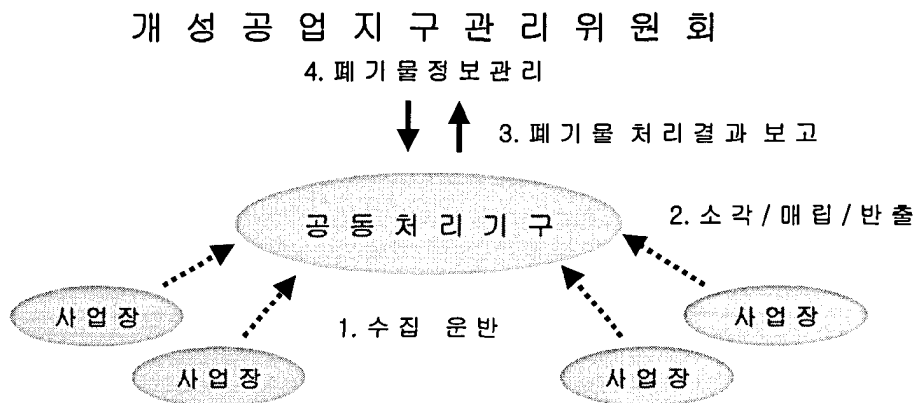 개성공업지구관리위원회
4. 폐기물정보관리
3. 폐기물 처리결과 보고
공동처리기구
2. 소각/매립/반출
사업장
사업장
1. 수집 운반
사업장
사업장